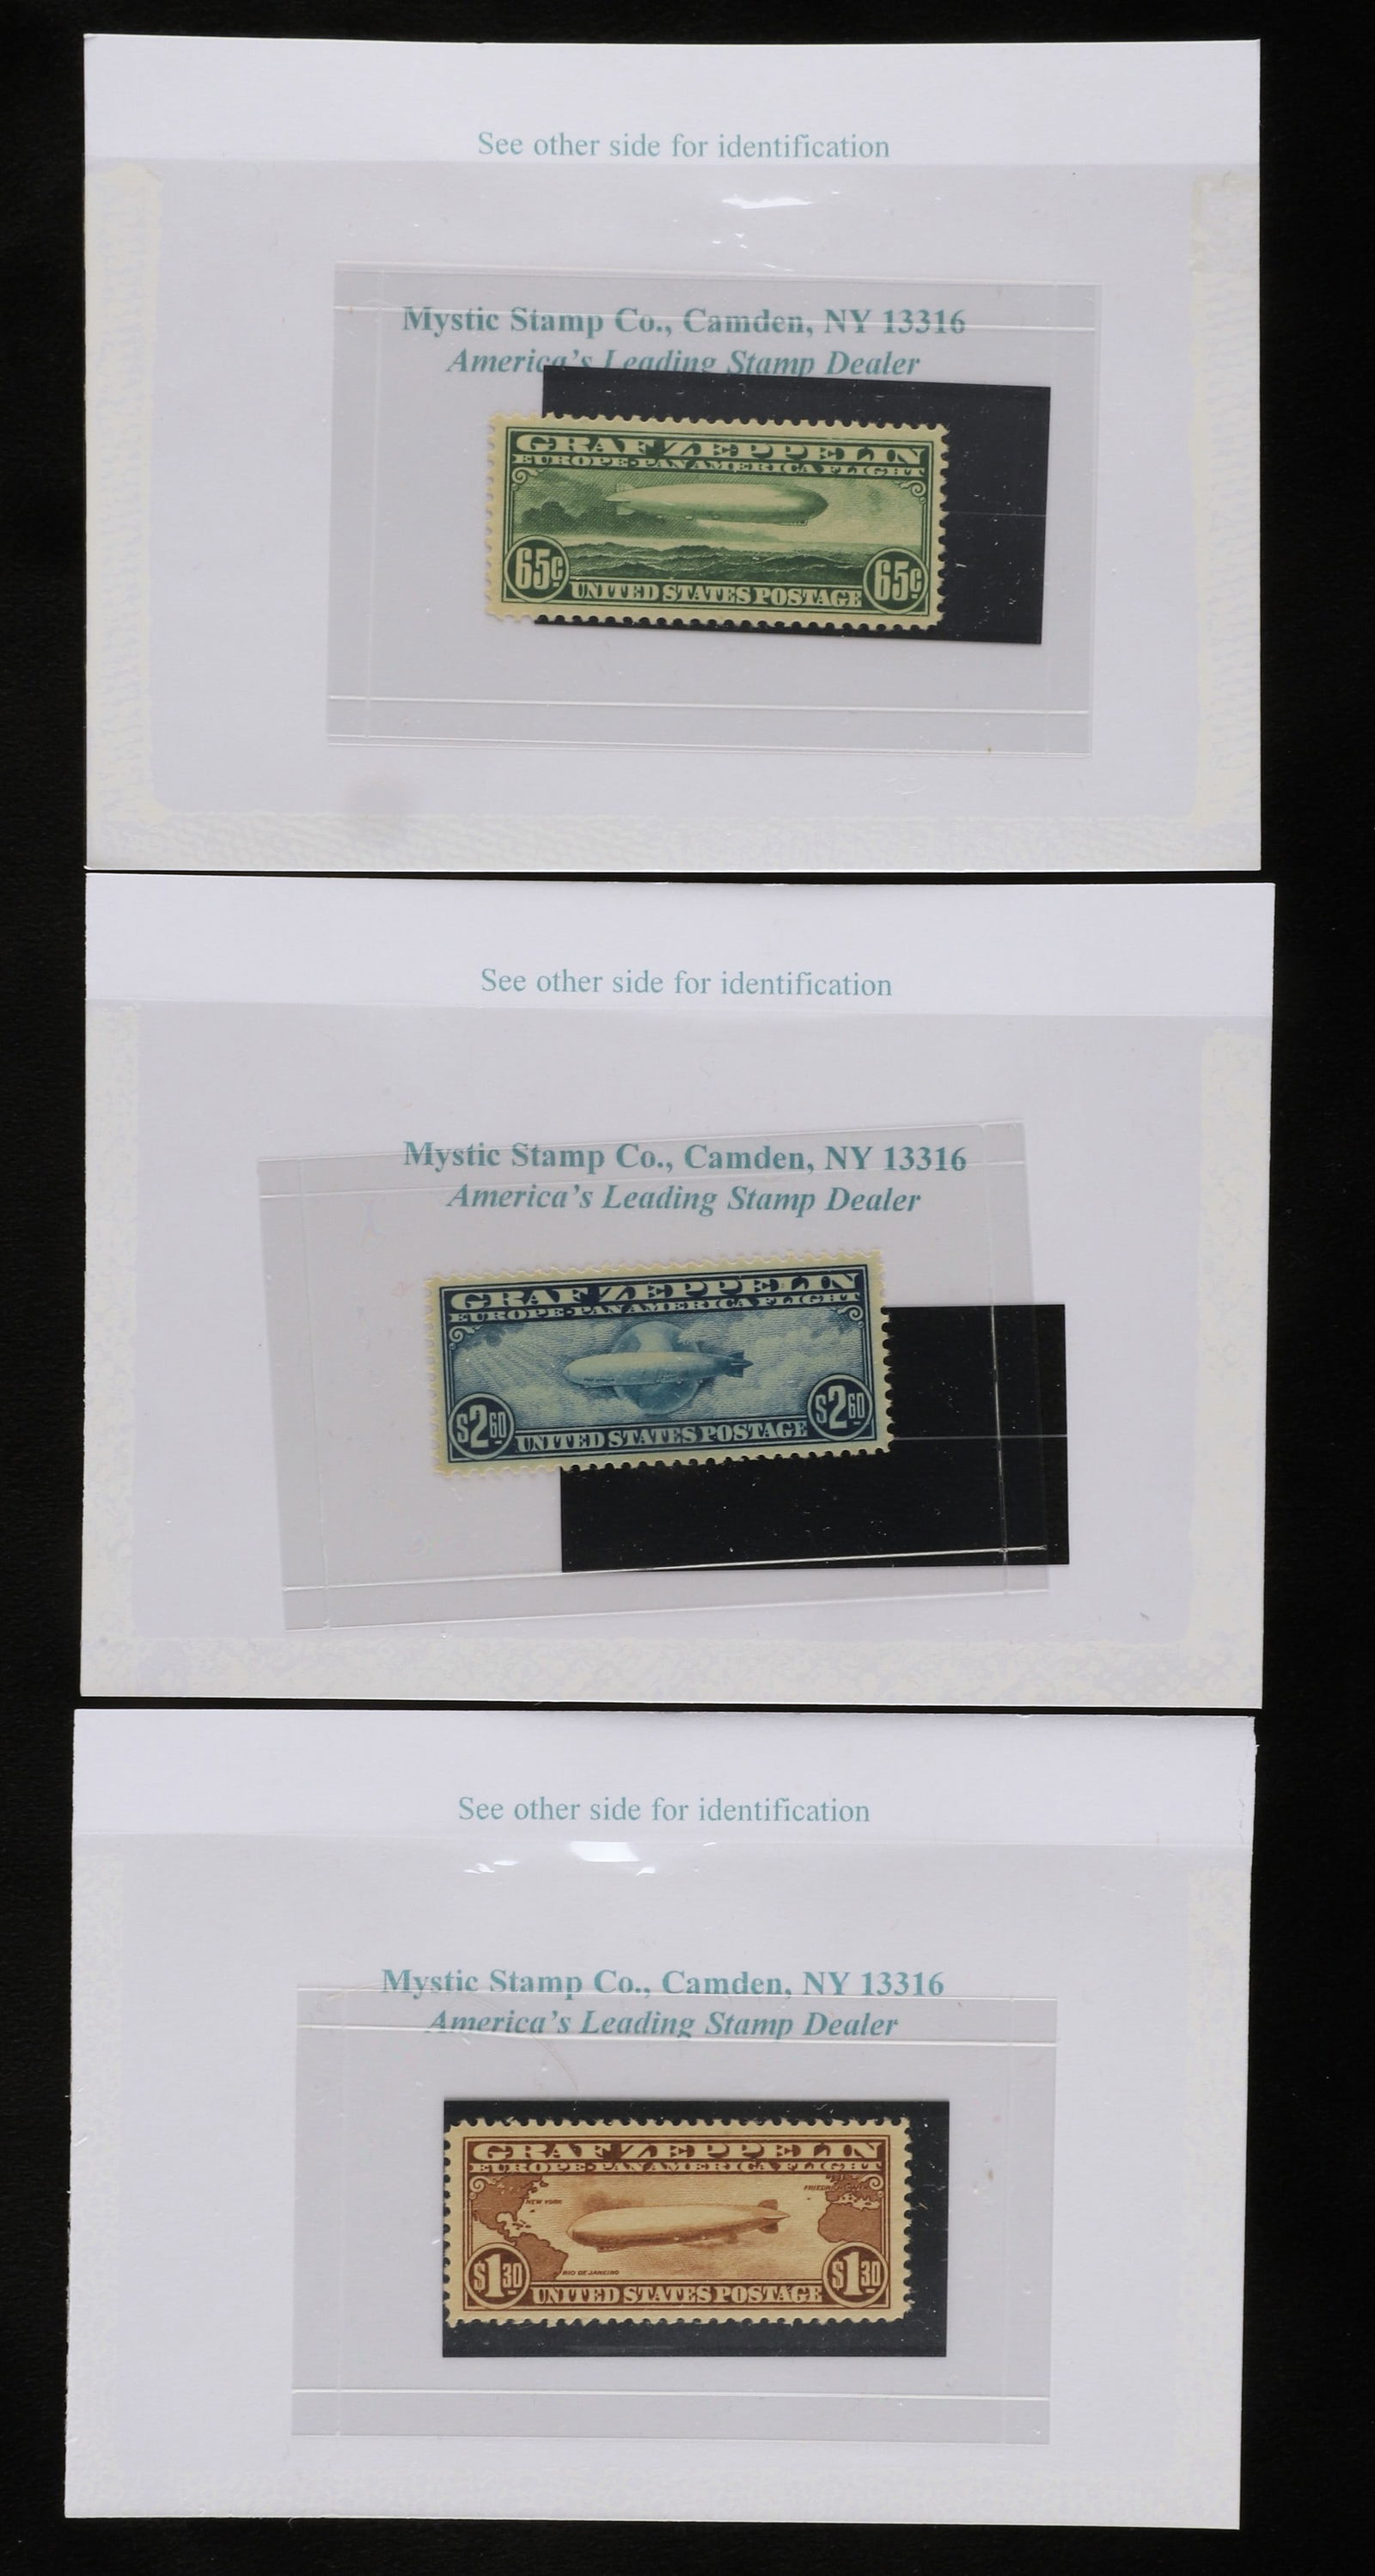 See other side for identification
Mystic Stamp Co., Camden, NY 13316
America's Leading Stamp Dealer
GRAF ZEPPELIN
EUROPE-PAN AMERICA FLIGHT
65c 65c
UNITED STATES POSTAGE
See other side for identification
Mystic Stamp Co., Camden, NY 13316
America's Leading Stamp Dealer
GRAF ZEPPELIN
EUROPE-PAN AMERICA FLIGHT
$2.60 $2.60
UNITED STATES POSTAGE
See other side for identification
Mystic Stamp Co., Camden, NY 13316
America's Leading Stamp Dealer
GRAF ZEPPELIN
EUROPE-PAN AMERICA FLIGHT
NEW YORK
RIO DE JANEIRO
$1.30 $1.30
UNITED STATES POSTAGE